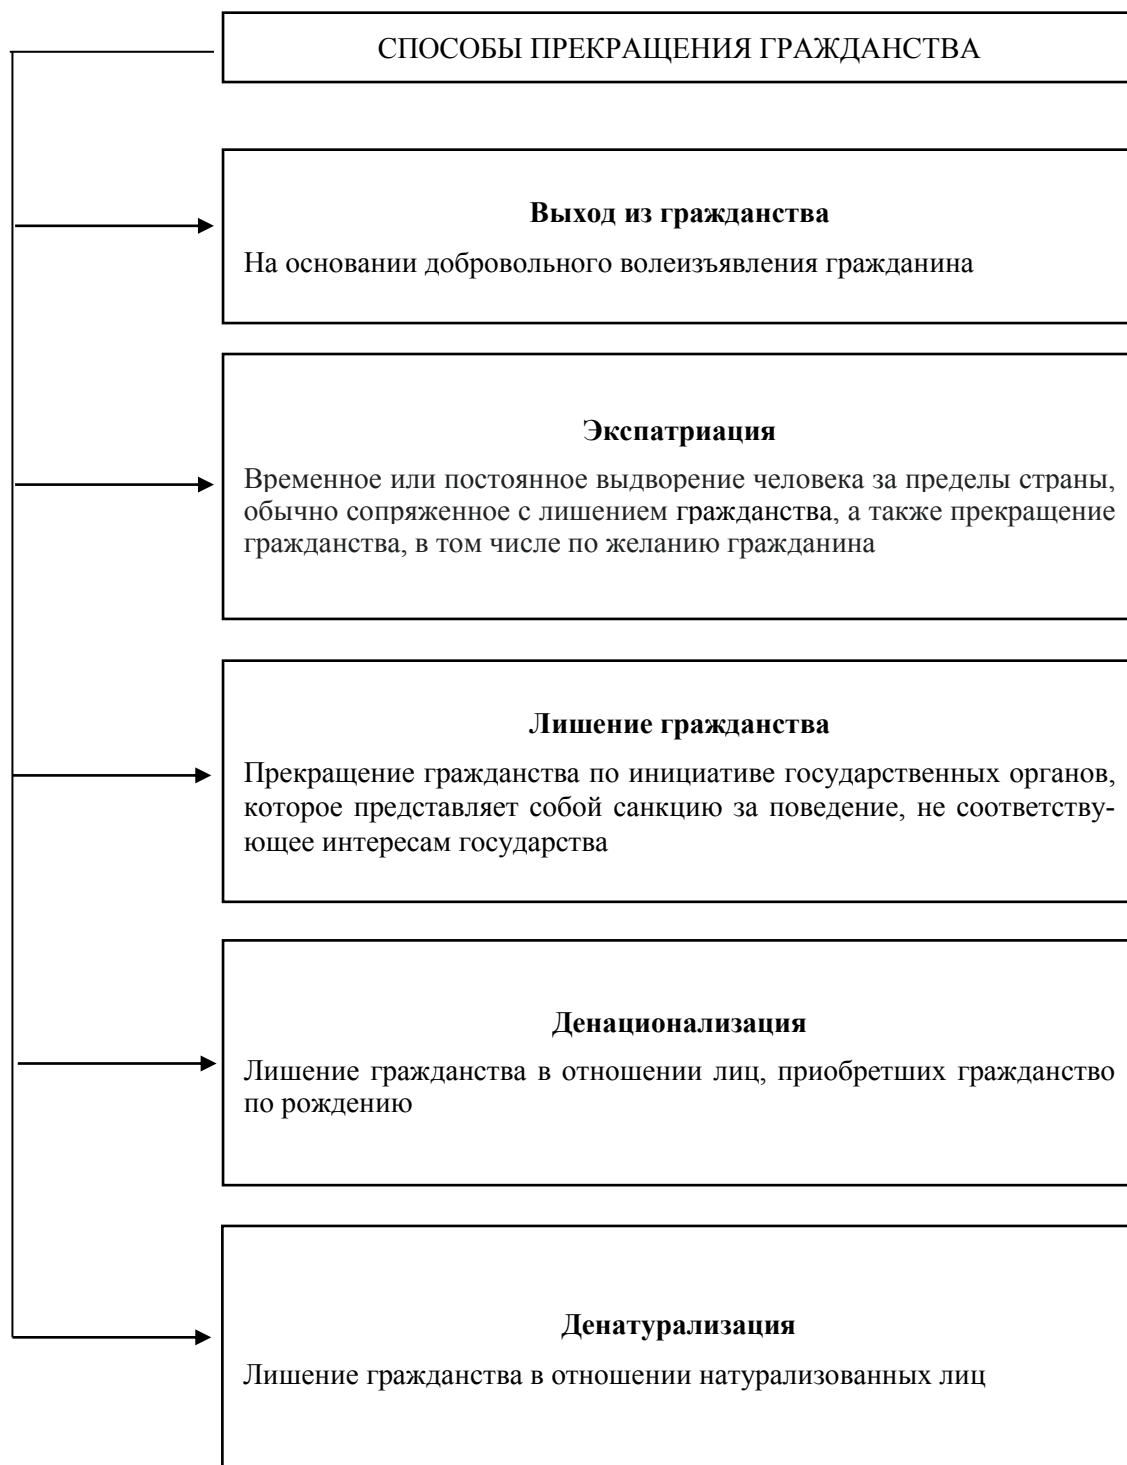 СПОСОБЫ ПРЕКРАЩЕНИЯ ГРАЖДАНСТВА
Выход из гражданства
На основании добровольного волеизъявления гражданина
Экспатриация
Временное или постоянное выдворение человека за пределы страны,
обычно сопряженное с лишением гражданства, а также прекращение
гражданства, в том числе по желанию гражданина
Лишение гражданства
Прекращение гражданства по инициативе государственных органов,
которое представляет собой санкцию за поведение, не соответству-
ющее интересам государства
Денационализация
Лишение гражданства в отношении лиц, приобретших гражданство
по рождению
Денатурализация
Лишение гражданства в отношении натурализованных лиц